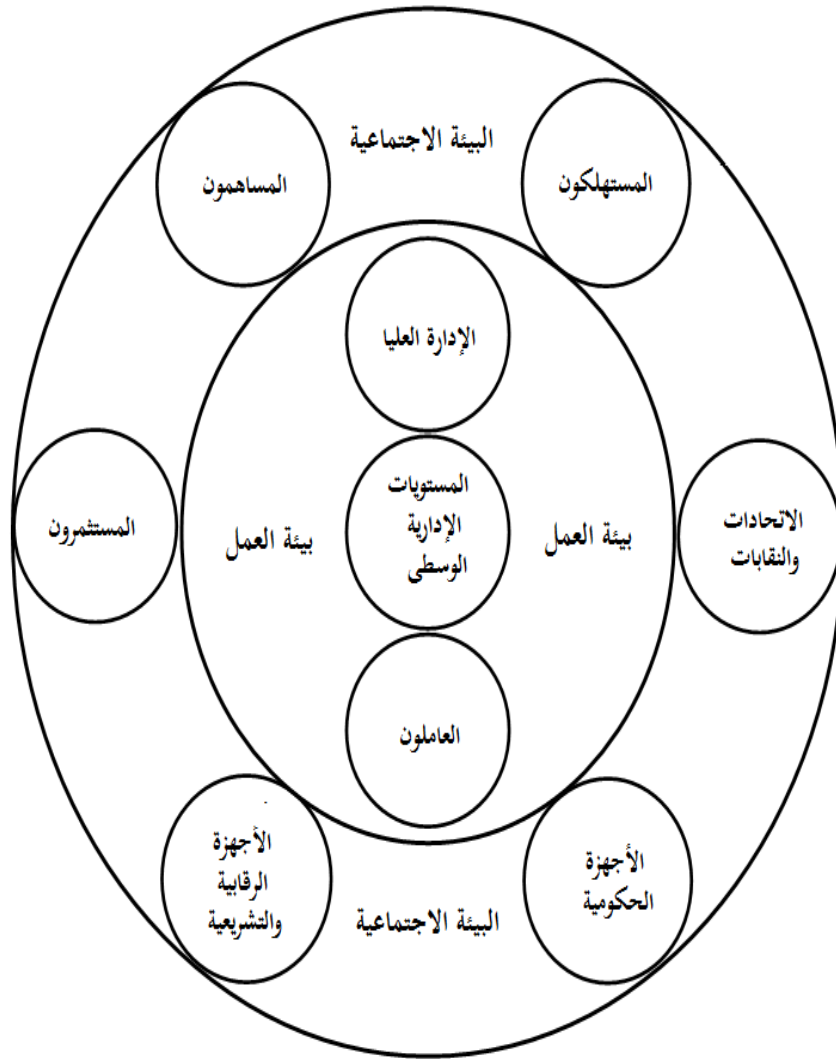 البيئة الاجتماعية
المستهلكون
المساهمون
الإدارة العليا
المستويات
الإدارية
الوسطى
بيئة العمل
بيئة العمل
الاتحادات
والنقابات
المستثمرون
العاملون
الأجهزة
الحكومية
الأجهزة
الرقابية
والتشريعية
البيئة الاجتماعية